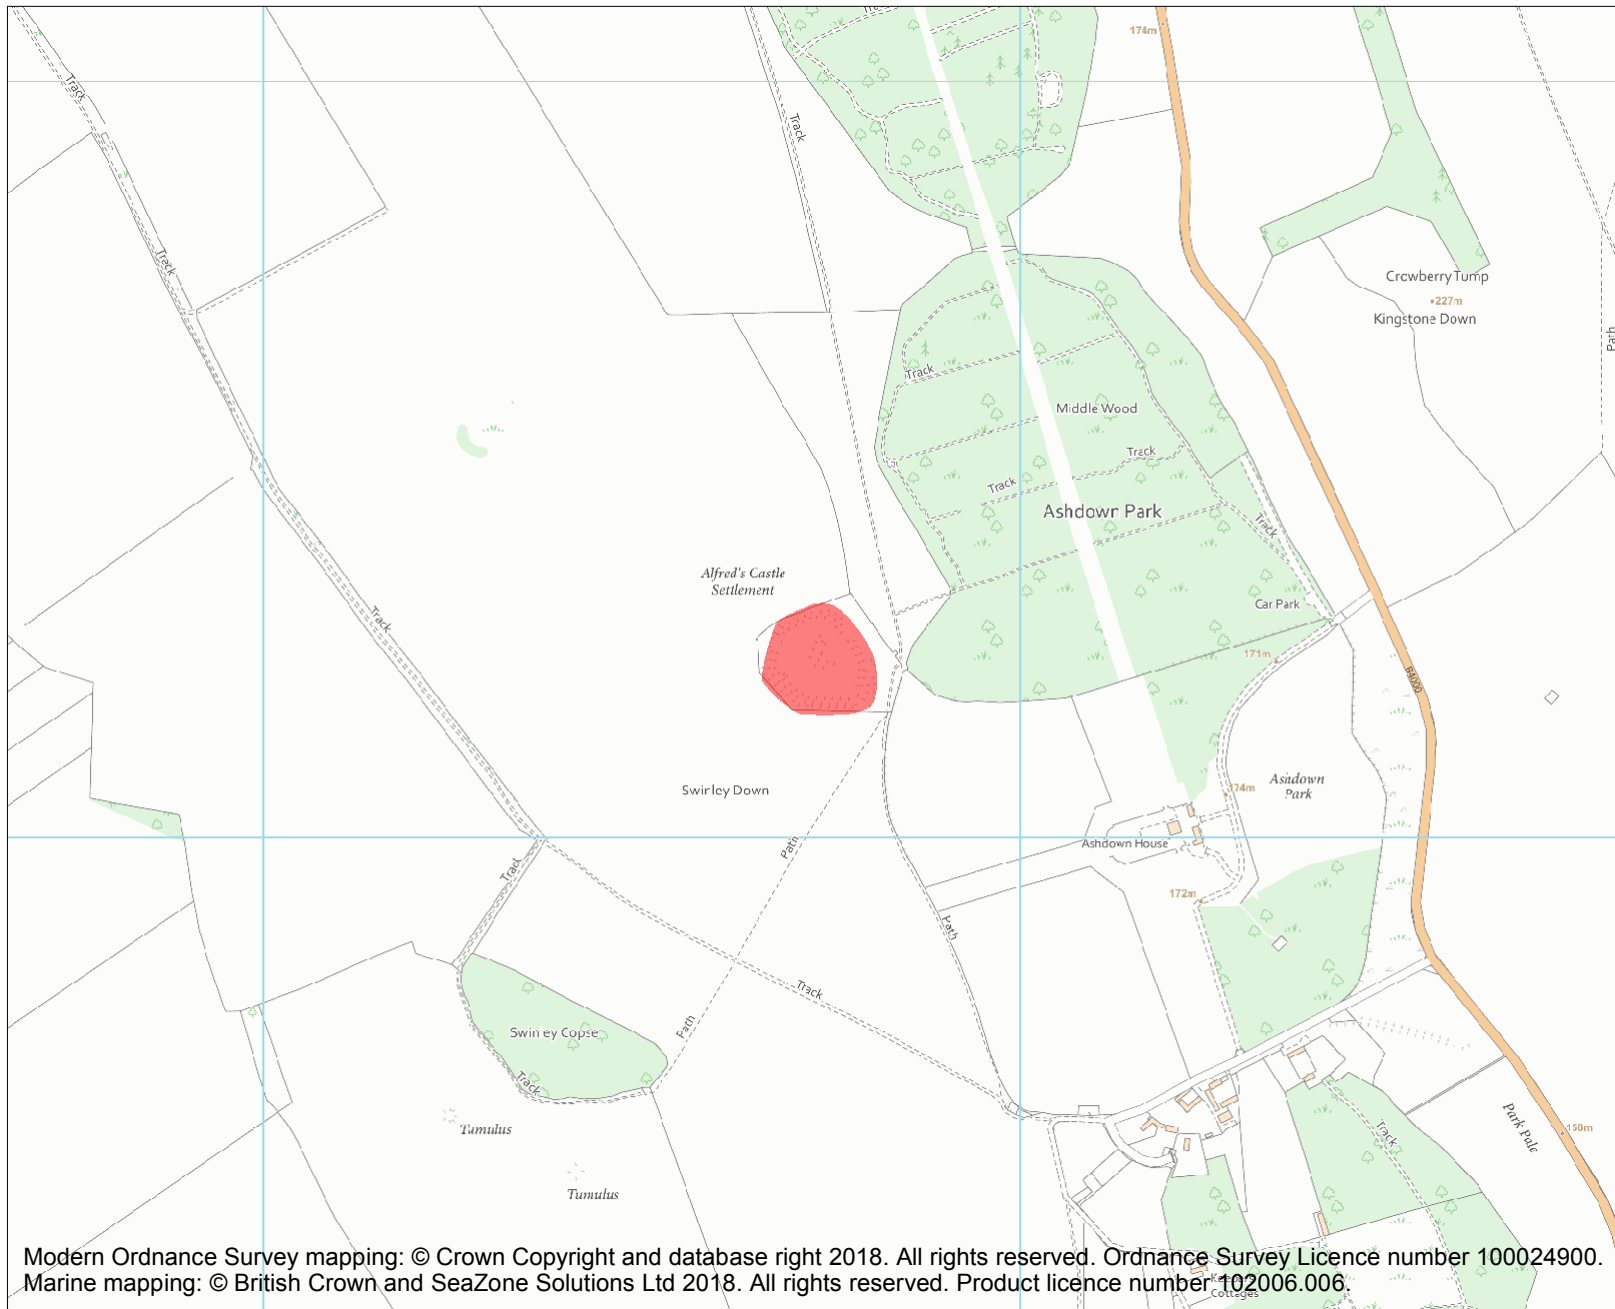 174m
Track
Track
Track
Crowberry Tump
227m
Kingstone Down
Path
Track
Middle Wood
Track
Track
Ashdown Park
Track
Alfred's Castle
Settlement
Car Park
Track
171m
B4000
Ashdown
Park
174m
Swinley Down
Ashdown House
Path
Track
172m
Path
Track
Path
Swinley Copse
Track
Tumulus
Tumulus
Track
Park Pale
150m
Modern Ordnance Survey mapping: © Crown Copyright and database right 2018. All rights reserved. Ordnance Survey Licence number 100024900.
Marine mapping: © British Crown and SeaZone Solutions Ltd 2018. All rights reserved. Product licence number 102006.006.
Keepers
Cottages